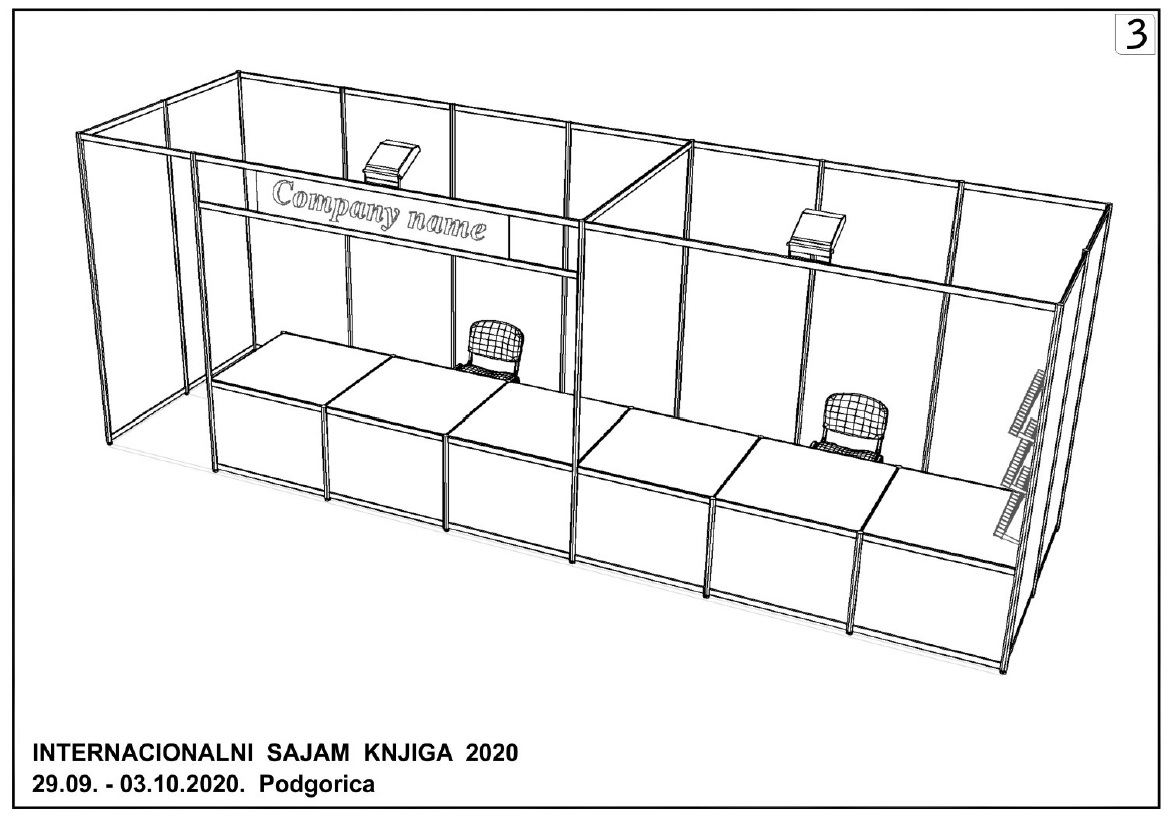 3
Company name
INTERNACIONALNI SAJAM KNJIGA 2020
29.09. - 03.10.2020. Podgorica